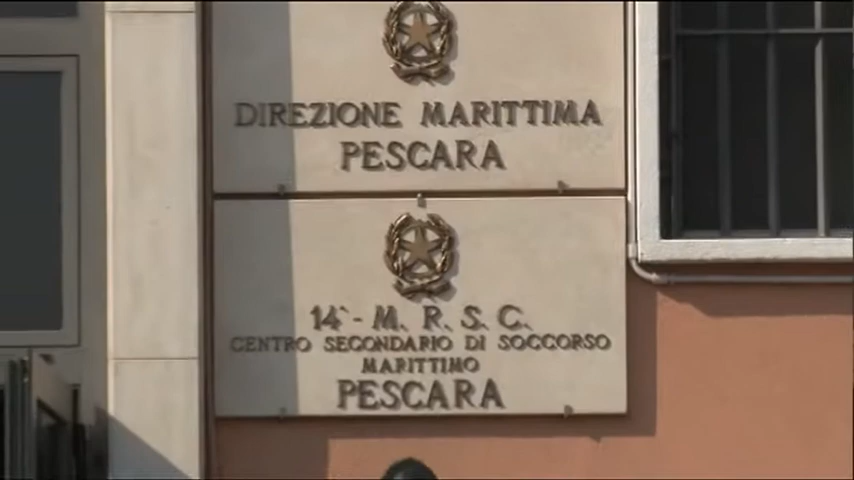 DIREZIONE MARITTIMA
PESCARA
14` - M. R. S. C.
CENTRO SECONDARIO DI SOCCORSO
MARITTIMO
PESCARA